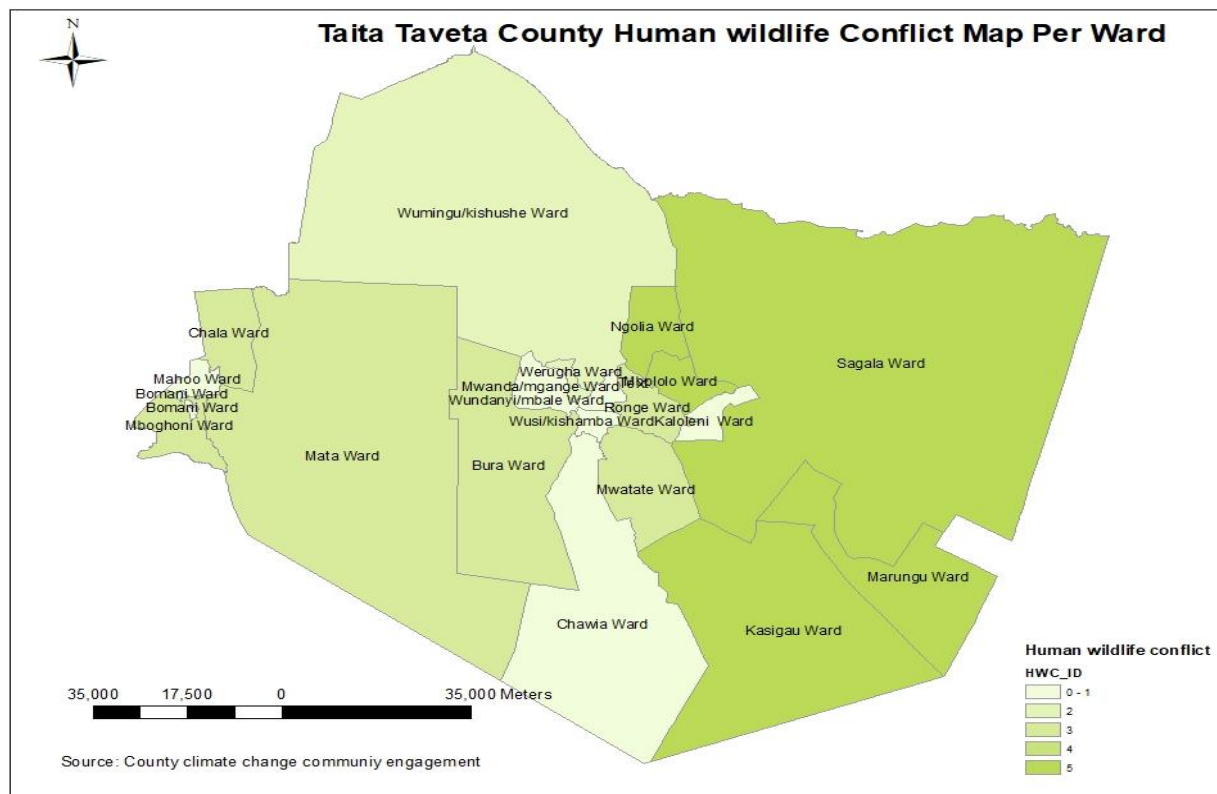 Taita Taveta County Human wildlife Conflict Map Per Ward
N
Wumingu/kishushe Ward
Chala Ward
Ngolia Ward
Sagala Ward
Mahoo Ward
Werugha Ward
Bomani Ward
Mwanda/mgange Ward
Bomani Ward
Wundanyi/mbale Ward
Ronge Ward
Mboghoni Ward
Wusi/kishamba Ward
Kaloleni Ward
Mata Ward
Bura Ward
Mwatate Ward
Marungu Ward
Chawia Ward
Kasigau Ward
35,000 17,500 0 35,000 Meters
Source: County climate change communiy engagement
Human wildlife conflict
HWC_ID
0 - 1
2
3
4
5